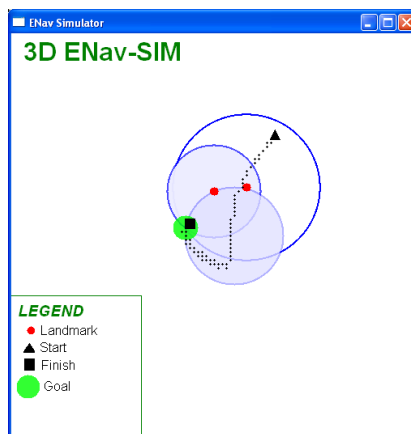 ENav Simulator
3D ENav-SIM
LEGEND
Landmark
Start
Finish
Goal